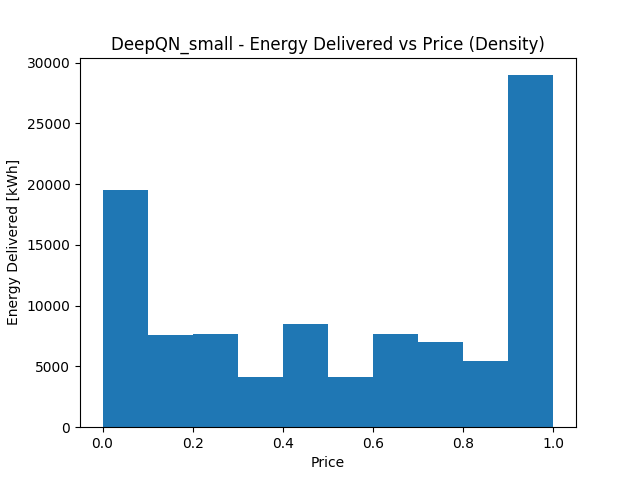 DeepQN_small - Energy Delivered vs Price (Density)
30000
25000
20000
15000
10000
5000
0
Energy Delivered [kWh]
0.0 0.2 0.4 0.6 0.8 1.0
Price